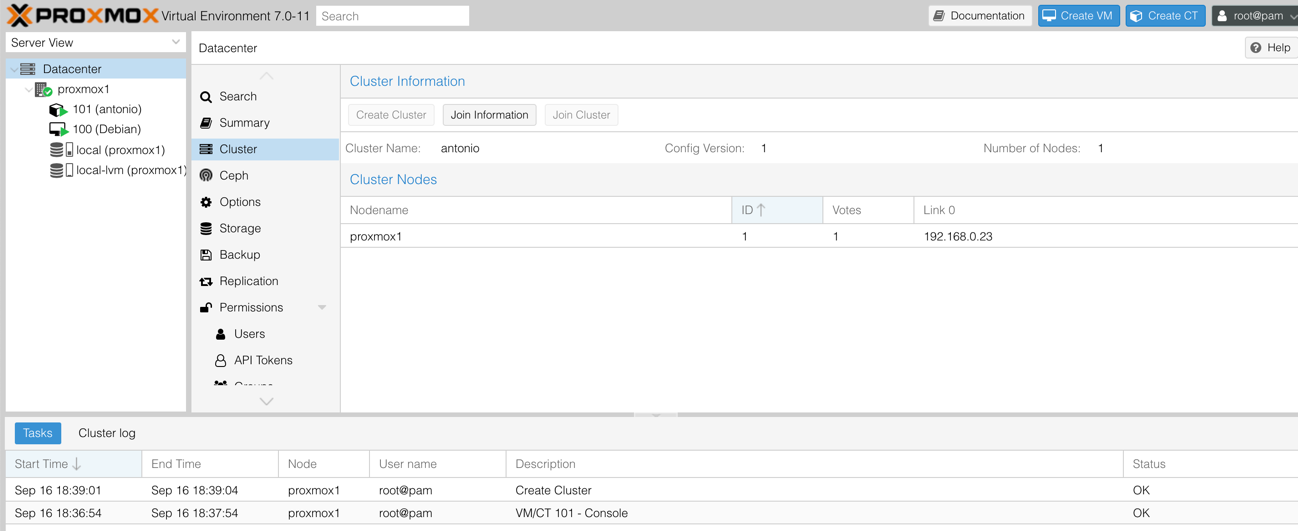 PROXMOX Virtual Environment 7.0-11 Search Documentation Create VM Create CT root@pam
Server View
Datacenter
proxmox1
101 (antonio)
100 (Debian)
local (proxmox1)
local-lvm (proxmox1)
Datacenter Help
Search
Summary
Cluster
Ceph
Options
Storage
Backup
Replication
Permissions
Users
API Tokens
Groups
Cluster Information
Create Cluster Join Information Join Cluster
Cluster Name: antonio Config Version: 1 Number of Nodes: 1
Cluster Nodes
Nodename ID Votes Link 0
proxmox1 1 1 192.168.0.23
Tasks Cluster log
Start Time End Time Node User name Description Status
Sep 16 18:39:01 Sep 16 18:39:04 proxmox1 root@pam Create Cluster OK
Sep 16 18:36:54 Sep 16 18:37:54 proxmox1 root@pam VM/CT 101 - Console OK